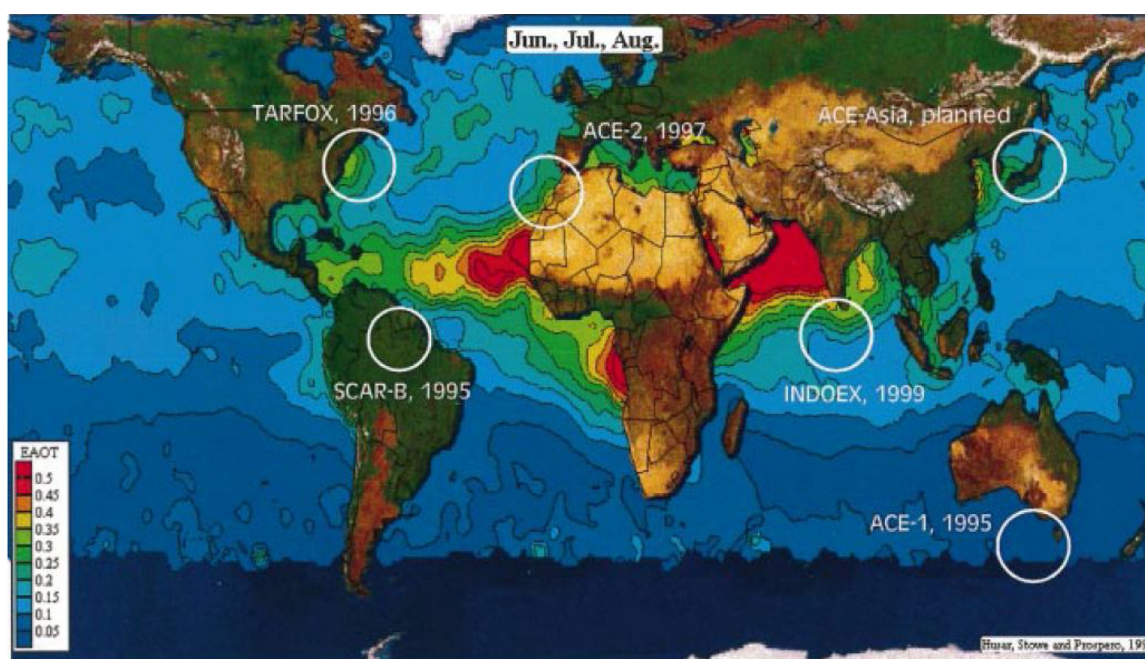 Jun., Jul., Aug.
TARFOX, 1996
ACE-2, 1997
ACE-Asia, planned
SCAR-B, 1995
INDOEX, 1999
ACE-1, 1995
EAOT
0.5
0.45
0.4
0.35
0.3
0.25
0.2
0.15
0.1
0.05
Husar, Stowe and Prospero, 19